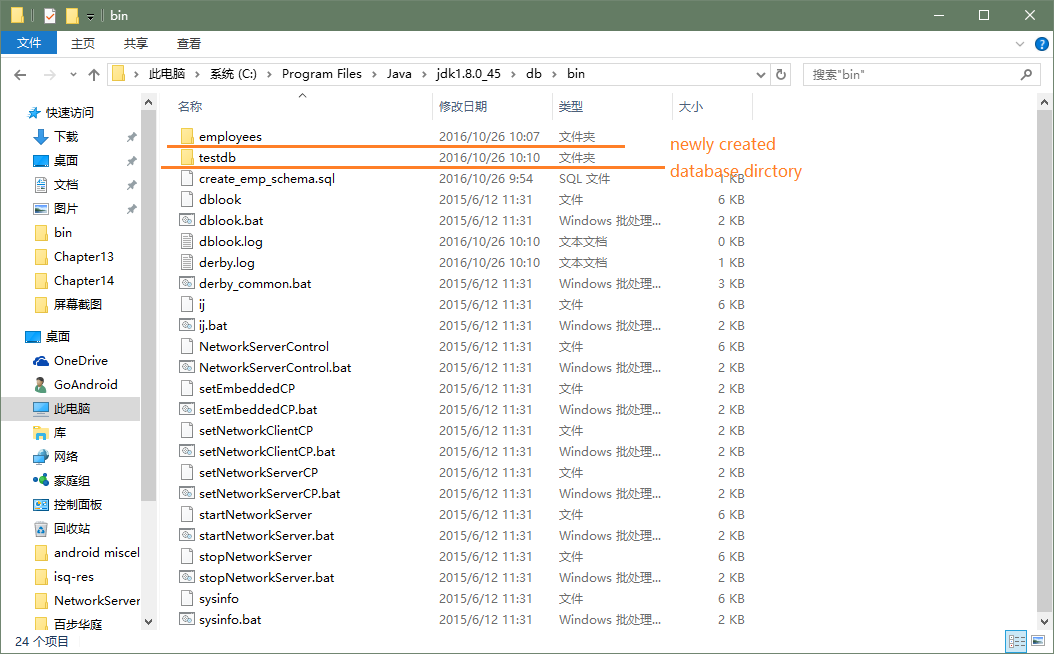 bin
文件 主页 共享 查看
此电脑 系统 (C:) Program Files Java jdk1.8.0_45 db bin 搜索"bin"
名称 修改日期 类型 大小
快速访问
下载
桌面
文档
图片
bin
Chapter13
Chapter14
屏幕截图
桌面
OneDrive
GoAndroid
此电脑
库
网络
家庭组
控制面板
回收站
android miscel
isq-res
NetworkServer
百步华庭
employees 2016/10/26 10:07 文件夹
testdb 2016/10/26 10:10 文件夹
create_emp_schema.sql 2016/10/26 9:54 SQL 文件 1 KB
dblook 2015/6/12 11:31 文件 6 KB
dblook.bat 2015/6/12 11:31 Windows 批处理... 2 KB
dblook.log 2016/10/26 10:10 文本文档 0 KB
derby.log 2016/10/26 10:10 文本文档 1 KB
derby_common.bat 2015/6/12 11:31 Windows 批处理... 3 KB
ij 2015/6/12 11:31 文件 6 KB
ij.bat 2015/6/12 11:31 Windows 批处理... 2 KB
NetworkServerControl 2015/6/12 11:31 文件 6 KB
NetworkServerControl.bat 2015/6/12 11:31 Windows 批处理... 2 KB
setEmbeddedCP 2015/6/12 11:31 文件 6 KB
setEmbeddedCP.bat 2015/6/12 11:31 Windows 批处理... 2 KB
setNetworkClientCP 2015/6/12 11:31 文件 6 KB
setNetworkClientCP.bat 2015/6/12 11:31 Windows 批处理... 2 KB
setNetworkServerCP 2015/6/12 11:31 文件 6 KB
setNetworkServerCP.bat 2015/6/12 11:31 Windows 批处理... 2 KB
startNetworkServer 2015/6/12 11:31 文件 6 KB
startNetworkServer.bat 2015/6/12 11:31 Windows 批处理... 2 KB
stopNetworkServer 2015/6/12 11:31 文件 6 KB
stopNetworkServer.bat 2015/6/12 11:31 Windows 批处理... 2 KB
sysinfo 2015/6/12 11:31 文件 6 KB
sysinfo.bat 2015/6/12 11:31 Windows 批处理... 2 KB
newly created
database dirctory
24 个项目